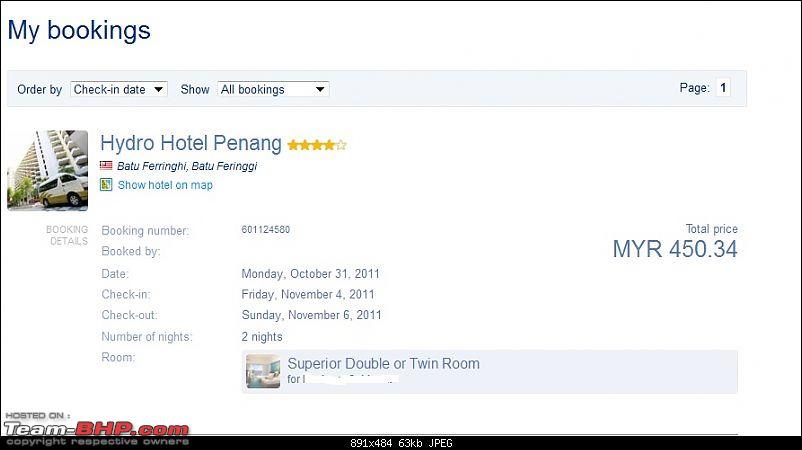 My bookings
Order by Check-in date Show All bookings Page: 1
Hydro Hotel Penang
Batu Ferringhi, Batu Feringgi
Show hotel on map
BOOKING DETAILS
Booking number: 601124580
Total price
MYR 450.34
Booked by:
Date: Monday, October 31, 2011
Check-in: Friday, November 4, 2011
Check-out: Sunday, November 6, 2011
Number of nights: 2 nights
Room: Superior Double or Twin Room
for
HOSTED ON :
Team-BHP.com
copyright respective owners
891x484 63kb JPEG